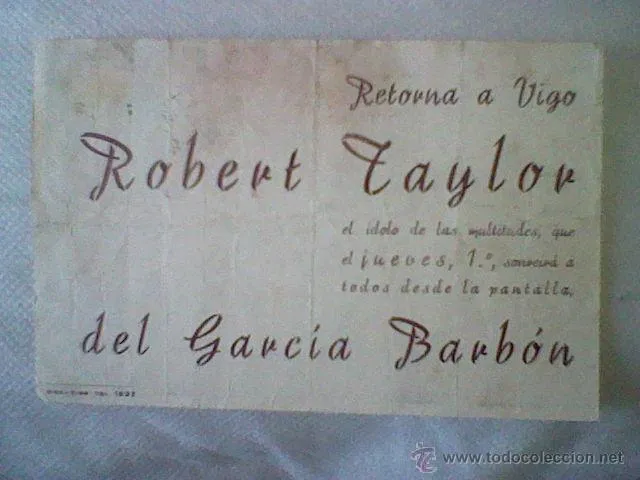 Retorna a Vigo
Robert Taylor
el ídolo de las multitudes, que
el jueves, 1.º, sonreirá a
todos desde la pantalla,
del García Barbón
www.todocoleccion.net